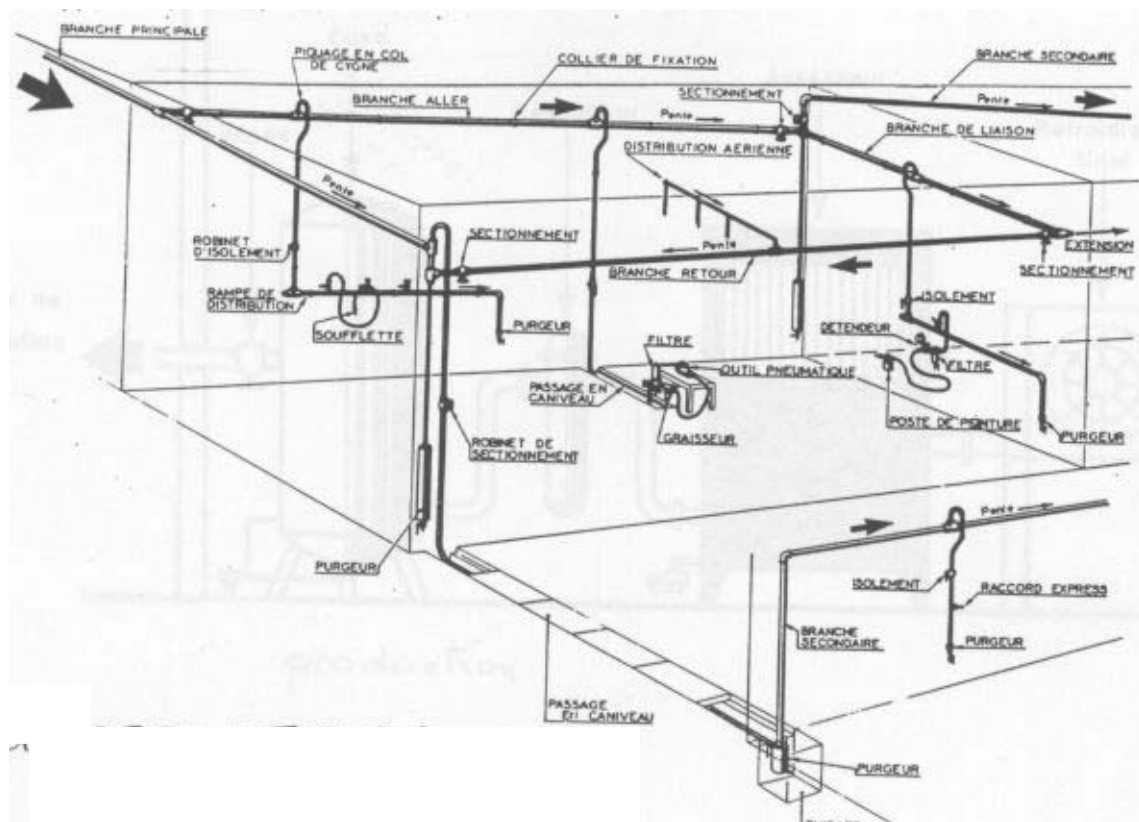 BRANCHE PRINCIPALE
PIQUAGE EN COL
DE CYGNE
COLLIER DE FIXATION
BRANCHE SECONDAIRE
BRANCHE ALLER
SECTIONNEMENT
Pente
Pente
BRANCHE DE LIAISON
DISTRIBUTION AÉRIENNE
Pente
ROBINET
D'ISOLEMENT
SECTIONNEMENT
Pente
EXTENSION
BRANCHE RETOUR
SECTIONNEMENT
RAMPE DE
DISTRIBUTION
ISOLEMENT
SOUFFLETTE
PURGEUR
DETENDEUR
FILTRE
OUTIL PNEUMATIQUE
FILTRE
PASSAGE EN
CANIVEAU
GRAISSEUR
POSTE DE PEINTURE
PURGEUR
ROBINET DE
SECTIONNEMENT
Pente
PURGEUR
ISOLEMENT
RACCORD EXPRESS
BRANCHE
SECONDAIRE
PURGEUR
production
PASSAGE
EN CANIVEAU
PURGEUR